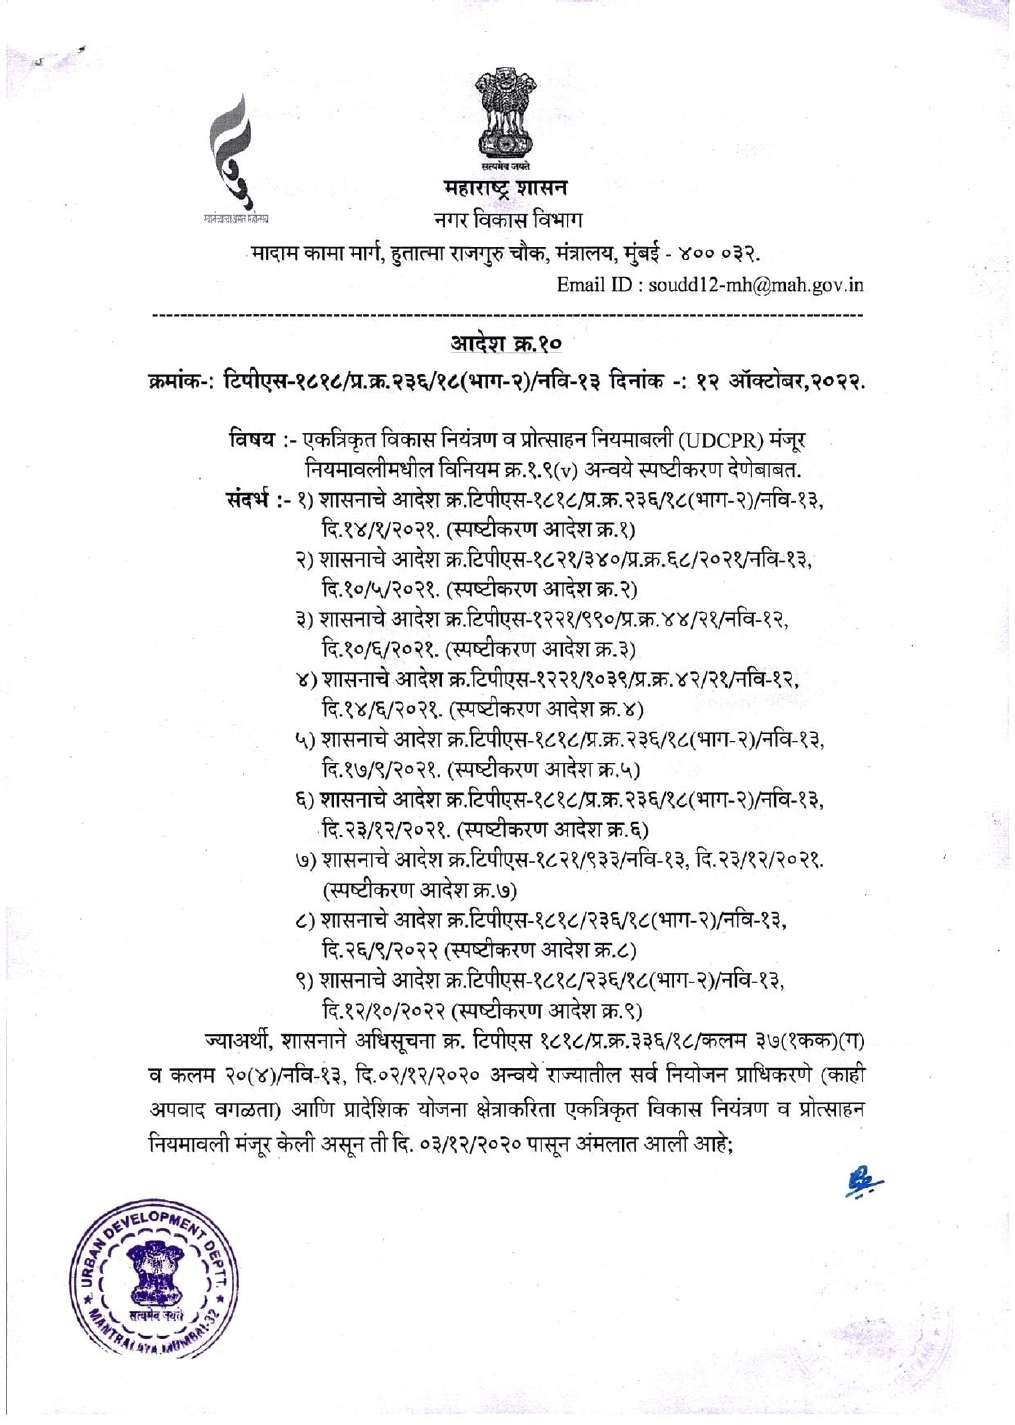 सत्यमेव जयते
महाराष्ट्र शासन
नगर विकास विभाग
मादाम कामा मार्ग, हुतात्मा राजगुरु चौक, मंत्रालय, मुंबई - ४०० ०३२.
Email ID : soudd12-mh@mah.gov.in
आदेश क्र.१०
क्रमांक-: टिपीएस-१८१८/प्र.क्र.२३६/१८(भाग-२)/नवि-१३ दिनांक -: १२ ऑक्टोबर,२०२२.
विषय :- एकत्रिकृत विकास नियंत्रण व प्रोत्साहन नियमाबली (UDCPR) मंजूर
नियमावलीमधील विनियम क्र.१.९(v) अन्वये स्पष्टीकरण देणेबाबत.
संदर्भ :- १) शासनाचे आदेश क्र.टिपीएस-१८१८/प्र.क्र.२३६/१८(भाग-२)/नवि-१३,
दि.१४/१/२०२१. (स्पष्टीकरण आदेश क्र.१)
२) शासनाचे आदेश क्र.टिपीएस-१८२१/३४०/प्र.क्र.६८/२०२१/नवि-१३,
दि.१०/५/२०२१. (स्पष्टीकरण आदेश क्र.२)
३) शासनाचे आदेश क्र.टिपीएस-१२२१/९९०/प्र.क्र.४४/२१/नवि-१२,
दि.१०/६/२०२१. (स्पष्टीकरण आदेश क्र.३)
४) शासनाचे आदेश क्र.टिपीएस-१२२१/१०३९/प्र.क्र.४२/२१/नवि-१२,
दि.१४/६/२०२१. (स्पष्टीकरण आदेश क्र.४)
५) शासनाचे आदेश क्र.टिपीएस-१८१८/प्र.क्र.२३६/१८(भाग-२)/नवि-१३,
दि.१७/९/२०२१. (स्पष्टीकरण आदेश क्र.५)
६) शासनाचे आदेश क्र.टिपीएस-१८१८/प्र.क्र.२३६/१८(भाग-२)/नवि-१३,
दि.२३/१२/२०२१. (स्पष्टीकरण आदेश क्र.६)
७) शासनाचे आदेश क्र.टिपीएस-१८२१/९३३/नवि-१३, दि.२३/१२/२०२१.
(स्पष्टीकरण आदेश क्र.७)
८) शासनाचे आदेश क्र.टिपीएस-१८१८/२३६/१८(भाग-२)/नवि-१३,
दि.२६/९/२०२२ (स्पष्टीकरण आदेश क्र.८)
९) शासनाचे आदेश क्र.टिपीएस-१८१८/२३६/१८(भाग-२)/नवि-१३,
दि.१२/१०/२०२२ (स्पष्टीकरण आदेश क्र.९)
ज्याअर्थी, शासनाने अधिसूचना क्र. टिपीएस १८१८/प्र.क्र.३३६/१८/कलम ३७(१कक)(ग)
व कलम २०(४)/नवि-१३, दि.०२/१२/२०२० अन्वये राज्यातील सर्व नियोजन प्राधिकरणे (काही
अपवाद वगळता) आणि प्रादेशिक योजना क्षेत्राकरिता एकत्रिकृत विकास नियंत्रण व प्रोत्साहन
नियमावली मंजूर केली असून ती दि. ०३/१२/२०२० पासून अंमलात आली आहे;
URBAN DEVELOPMENT DEPTT.
सत्यमेव जयते
MANTRALAYA, MUMBAI-32